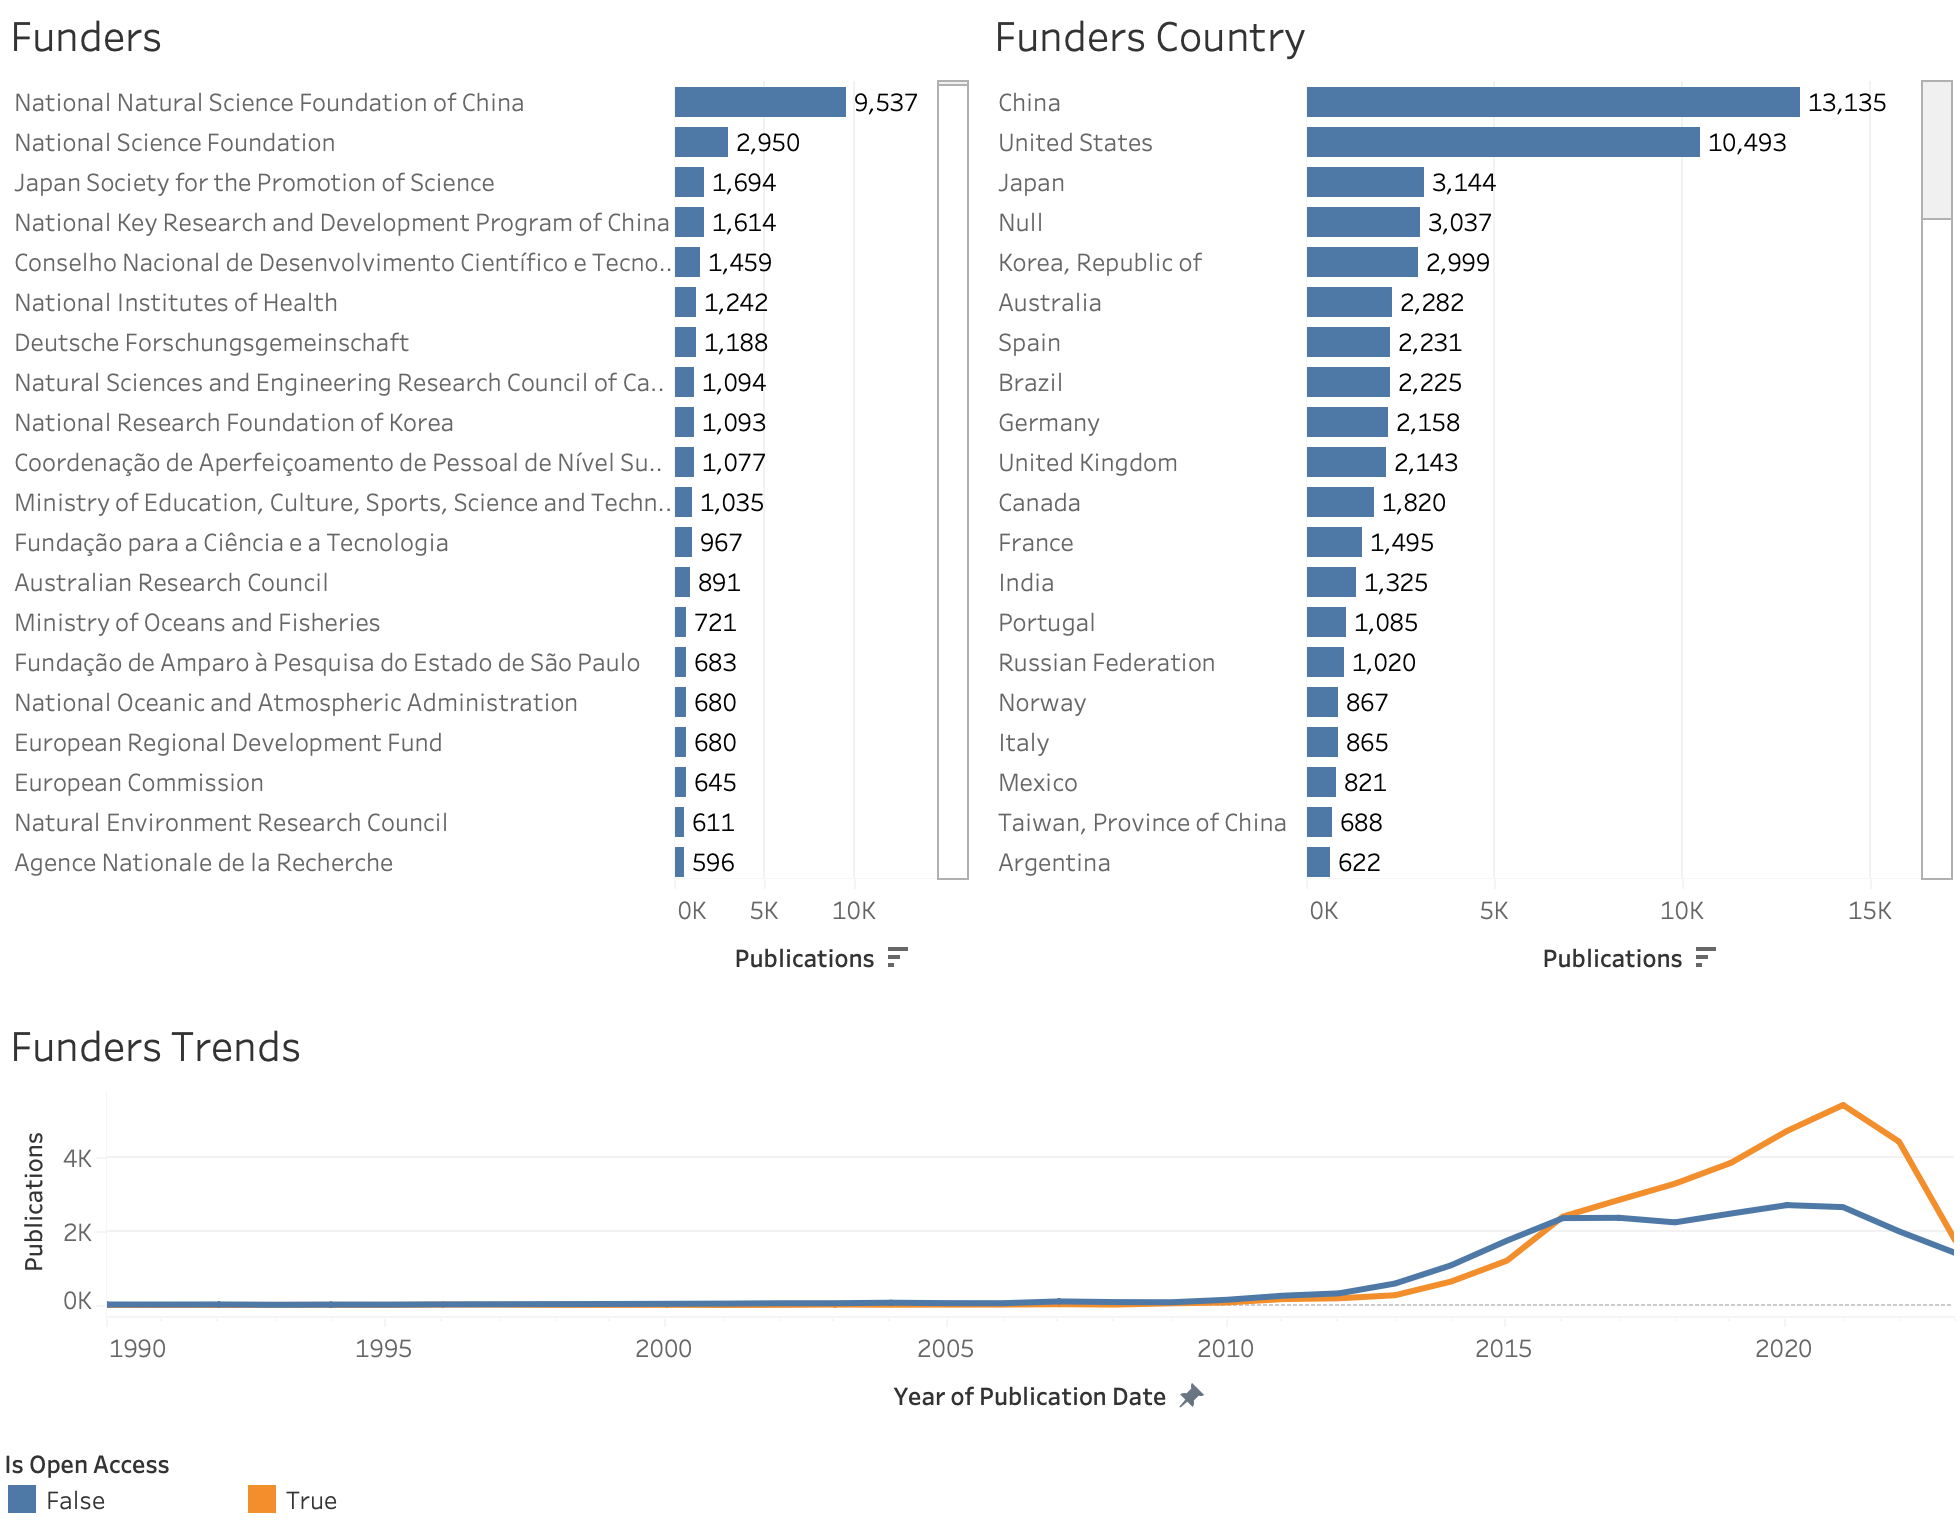 Funders
National Natural Science Foundation of China 9,537
National Science Foundation 2,950
Japan Society for the Promotion of Science 1,694
National Key Research and Development Program of China 1,614
Conselho Nacional de Desenvolvimento Científico e Tecno.. 1,459
National Institutes of Health 1,242
Deutsche Forschungsgemeinschaft 1,188
Natural Sciences and Engineering Research Council of Ca.. 1,094
National Research Foundation of Korea 1,093
Coordenação de Aperfeiçoamento de Pessoal de Nível Su.. 1,077
Ministry of Education, Culture, Sports, Science and Techn.. 1,035
Fundação para a Ciência e a Tecnologia 967
Australian Research Council 891
Ministry of Oceans and Fisheries 721
Fundação de Amparo à Pesquisa do Estado de São Paulo 683
National Oceanic and Atmospheric Administration 680
European Regional Development Fund 680
European Commission 645
Natural Environment Research Council 611
Agence Nationale de la Recherche 596
0K 5K 10K
Publications
Funders Country
China 13,135
United States 10,493
Japan 3,144
Null 3,037
Korea, Republic of 2,999
Australia 2,282
Spain 2,231
Brazil 2,225
Germany 2,158
United Kingdom 2,143
Canada 1,820
France 1,495
India 1,325
Portugal 1,085
Russian Federation 1,020
Norway 867
Italy 865
Mexico 821
Taiwan, Province of China 688
Argentina 622
0K 5K 10K 15K
Publications
Funders Trends
Publications
4K
2K
0K
1990 1995 2000 2005 2010 2015 2020
Year of Publication Date
Is Open Access
False True